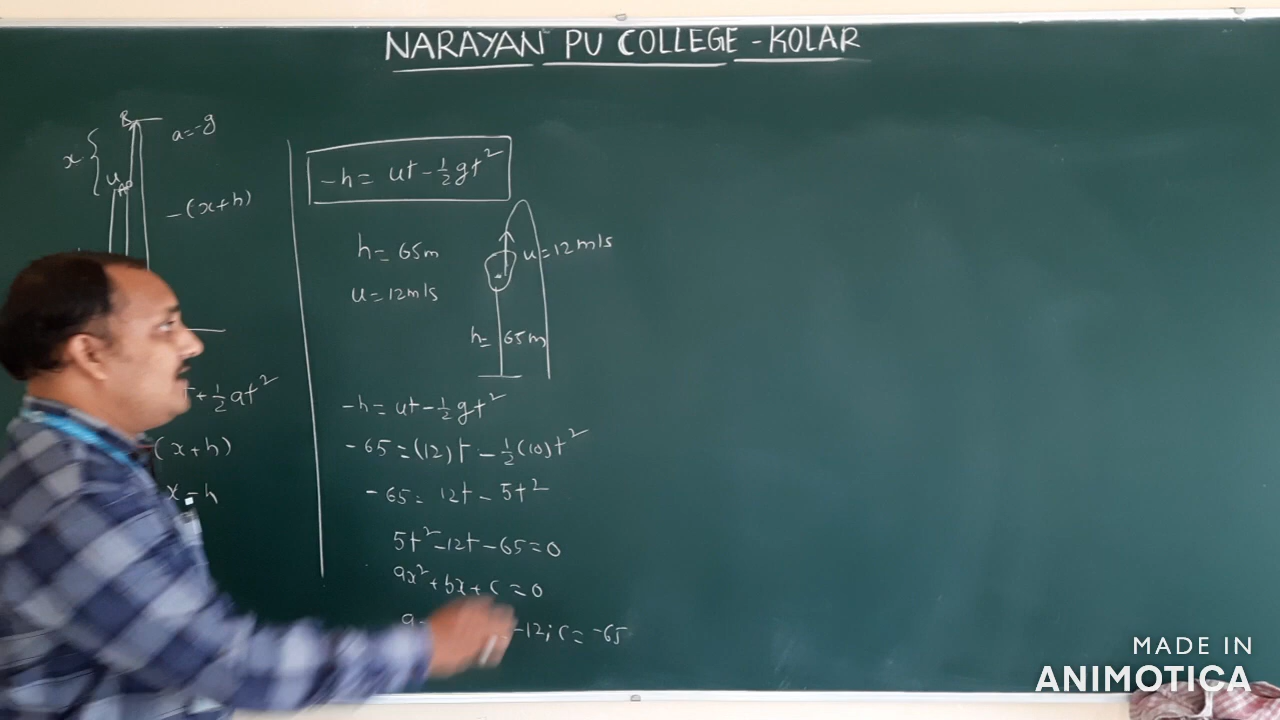 NARAYAN PU COLLEGE - KOLAR
B
a=-g
x
u
A
-(x+h)
+½at²
(x+h)
x-h
-h= ut-½gt²
h= 65m
u=12m/s
u=12m/s
h= 65m
-h=ut-½gt²
-65=(12)t-½(10)t²
-65= 12t-5t²
5t²-12t-65=0
ax²+bx+c=0
a -12; c=-65
MADE IN
ANIMOTICA